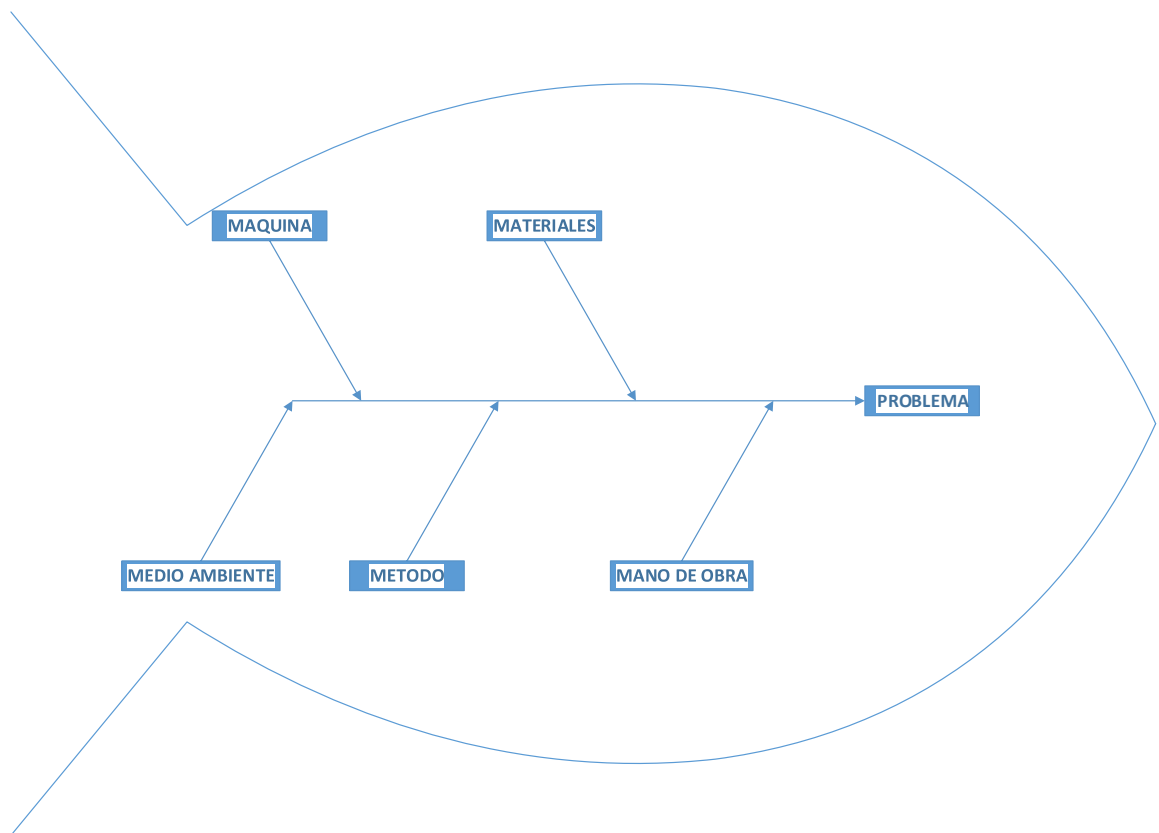 MAQUINA
MATERIALES
PROBLEMA
MEDIO AMBIENTE
METODO
MANO DE OBRA